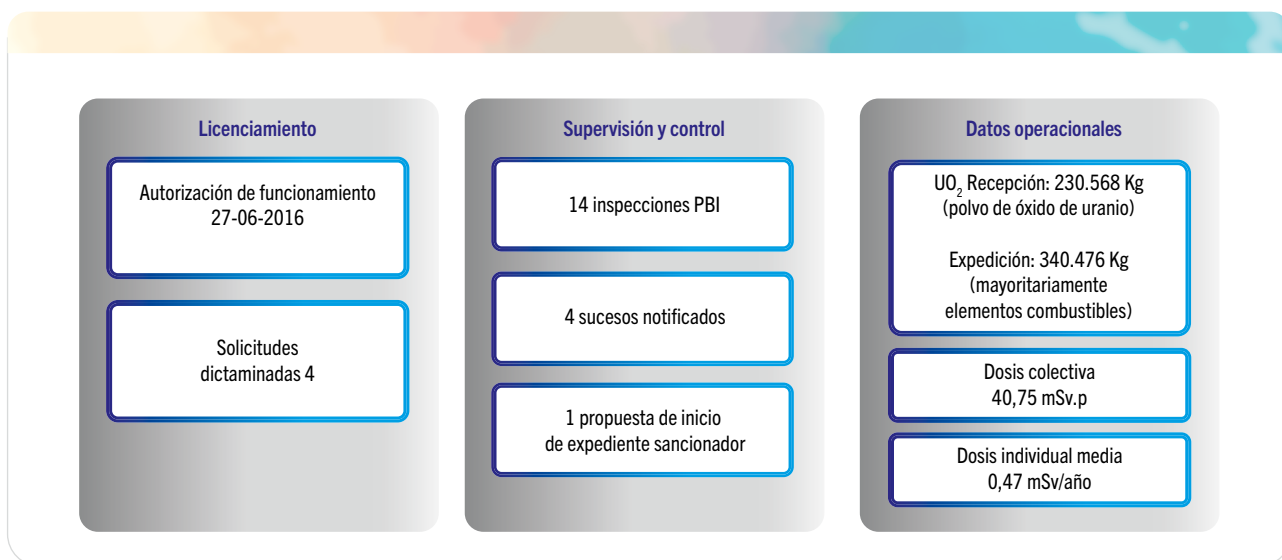 Licenciamiento
Autorización de funcionamiento
27-06-2016
Solicitudes
dictaminadas 4
Supervisión y control
14 inspecciones PBI
4 sucesos notificados
1 propuesta de inicio
de expediente sancionador
Datos operacionales
UO₂ Recepción: 230.568 Kg
(polvo de óxido de uranio)
Expedición: 340.476 Kg
(mayoritariamente
elementos combustibles)
Dosis colectiva
40,75 mSv.p
Dosis individual media
0,47 mSv/año